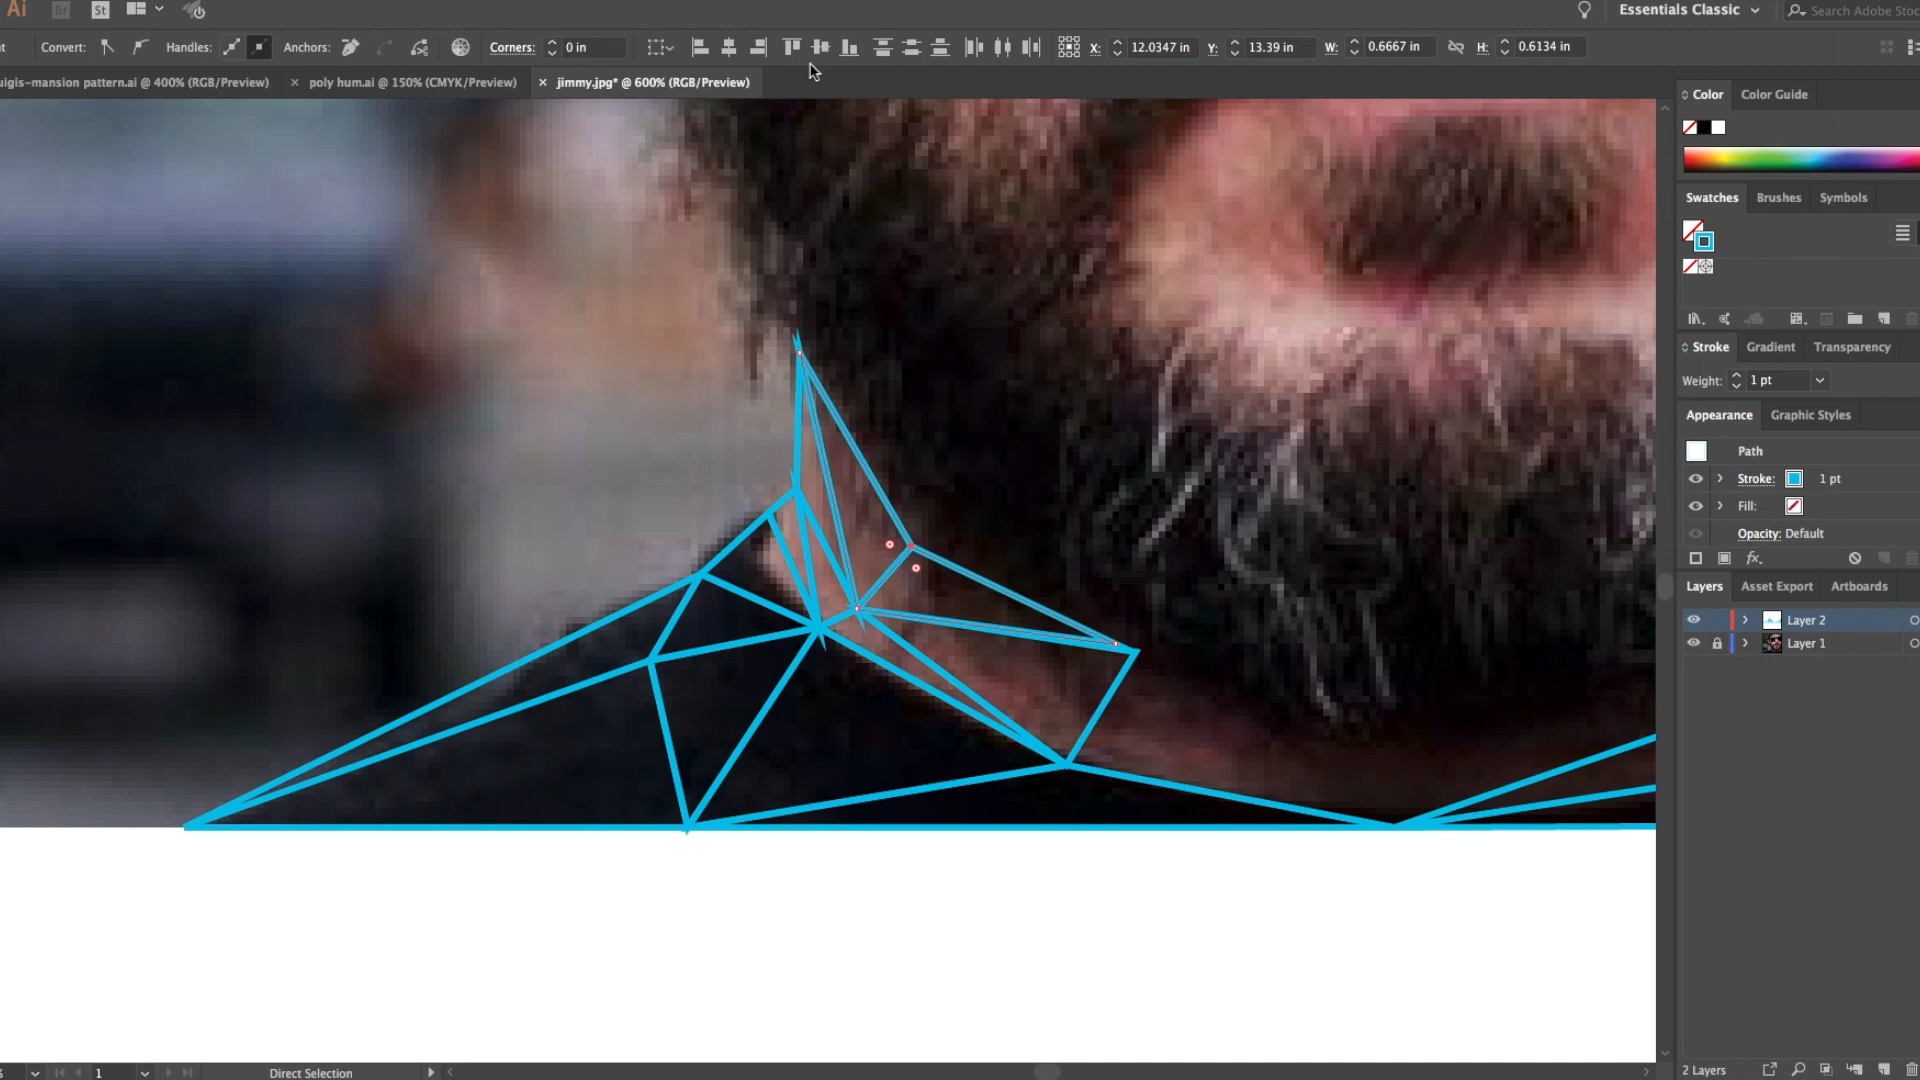 Ai Br St Essentials Classic Search Adobe Stoc
Convert: Handles: Anchors: Corners: 0 in X: 12.0347 in Y: 13.39 in W: 0.6667 in H: 0.6134 in
uigis-mansion pattern.ai @ 400% (RGB/Preview) × poly hum.ai @ 150% (CMYK/Preview) × jimmy.jpg* @ 600% (RGB/Preview)
Color Color Guide
Swatches Brushes Symbols
Stroke Gradient Transparency
Weight: 1 pt
Appearance Graphic Styles
Path
Stroke: 1 pt
Fill:
Opacity: Default
fx.
Layers Asset Export Artboards
Layer 2
Layer 1
1 Direct Selection 2 Layers